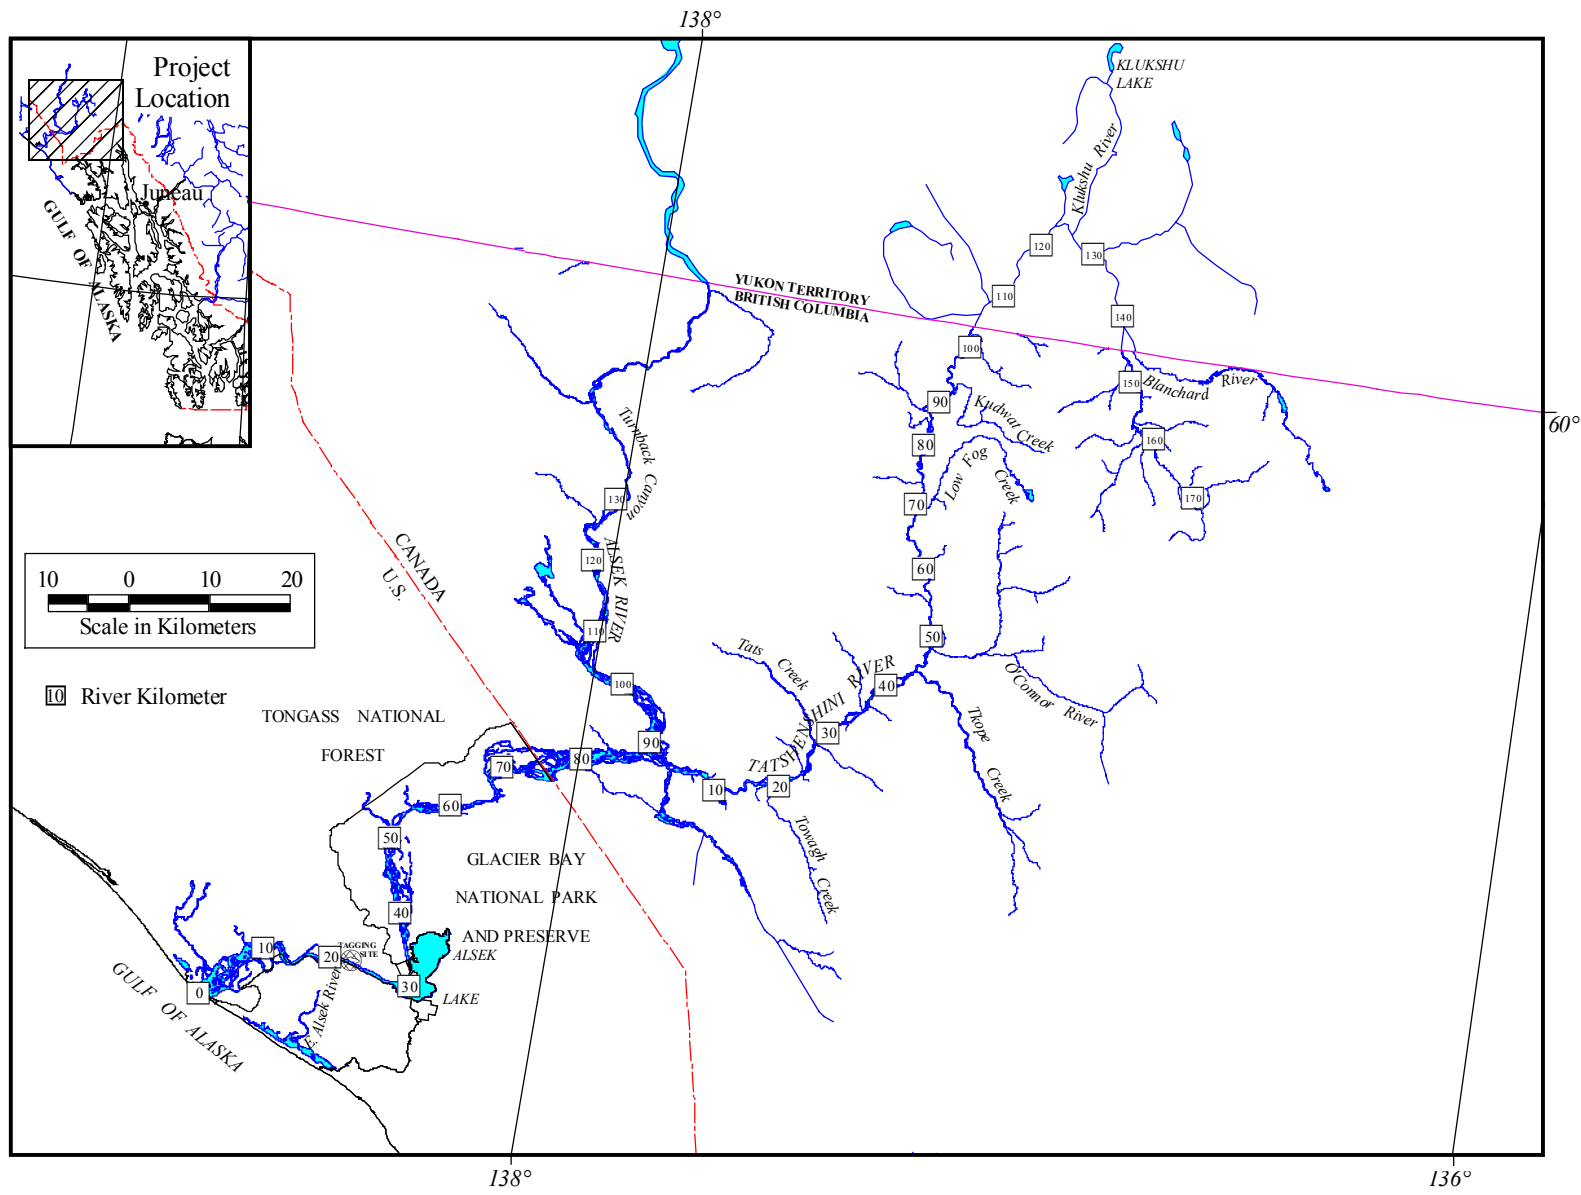 138°
Project
Location
Juneau
GULF OF ALASKA
KLUKSHU
LAKE
Klukshu River
120
130
110
140
YUKON TERRITORY
BRITISH COLUMBIA
100
150
Blanchard River
60°
90
Kudwat Creek
80
160
Low Fog Creek
70
170
Turnback Canyon
130
CANADA
U.S.
120
ALSEK RIVER
60
10 0 10 20
Scale in Kilometers
110
50
Tats Creek
O'Connor River
10 River Kilometer
100
40
TATSHENSHINI RIVER
Tkope Creek
TONGASS NATIONAL
FOREST
90
30
80
70
20
10
60
50
Towagh Creek
GLACIER BAY
NATIONAL PARK
AND PRESERVE
40
10
20
TAGGING
SITE
ALSEK
LAKE
30
0
E. Alsek River
GULF OF ALASKA
138°
136°